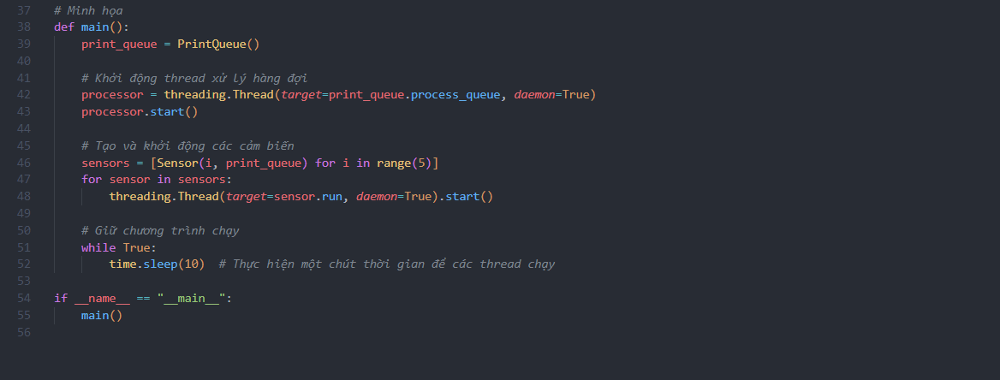 37 # Minh họa
38 def main():
39 print_queue = PrintQueue()
40
41 # Khởi động thread xử lý hàng đợi
42 processor = threading.Thread(target=print_queue.process_queue, daemon=True)
43 processor.start()
44
45 # Tạo và khởi động các cảm biến
46 sensors = [Sensor(i, print_queue) for i in range(5)]
47 for sensor in sensors:
48 threading.Thread(target=sensor.run, daemon=True).start()
49
50 # Giữ chương trình chạy
51 while True:
52 time.sleep(10) # Thực hiện một chút thời gian để các thread chạy
53
54 if __name__ == "__main__":
55 main()
56